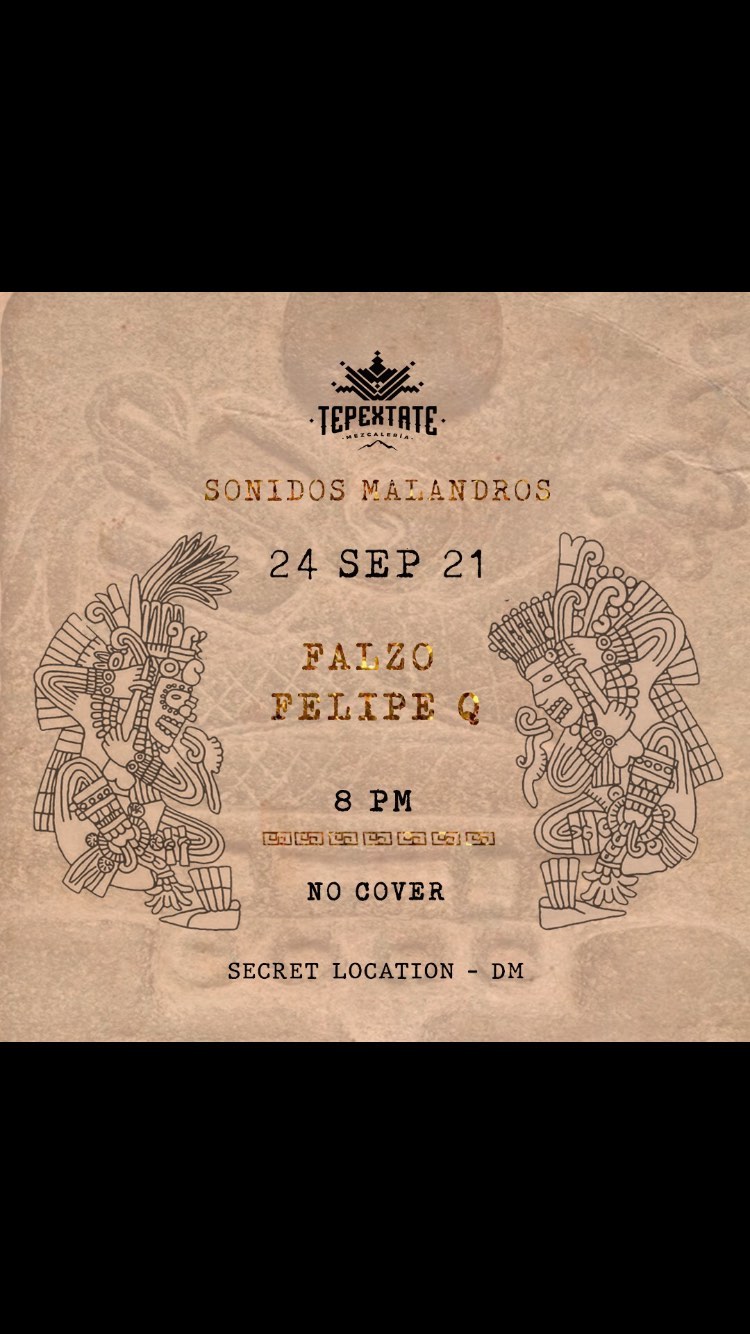 TEPEXTATE
·MEZCALERÍA·
SONIDOS MALANDROS
24 SEP 21
FALZO
FELIPE Q
8 PM
NO COVER
SECRET LOCATION - DM